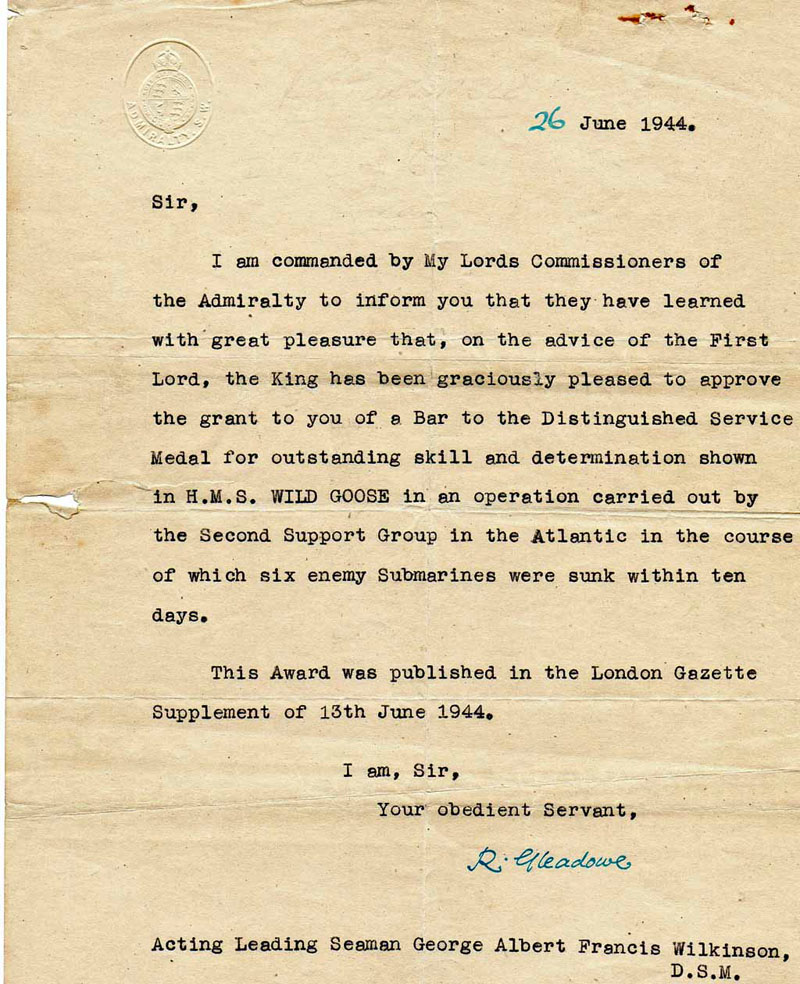 ADMIRALTY. S. W.
26 June 1944.
Sir,
I am commanded by My Lords Commissioners of
the Admiralty to inform you that they have learned
with great pleasure that, on the advice of the First
Lord, the King has been graciously pleased to approve
the grant to you of a Bar to the Distinguished Service
Medal for outstanding skill and determination shown
in H.M.S. WILD GOOSE in an operation carried out by
the Second Support Group in the Atlantic in the course
of which six enemy Submarines were sunk within ten
days.
This Award was published in the London Gazette
Supplement of 13th June 1944.
I am, Sir,
Your obedient Servant,
R. Gleadowe
Acting Leading Seaman George Albert Francis Wilkinson,
D.S.M.